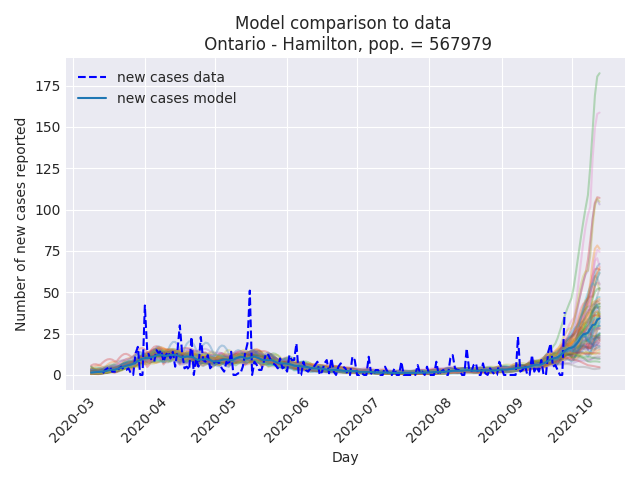 Model comparison to data
Ontario - Hamilton, pop. = 567979
new cases data
new cases model
Number of new cases reported
175
150
125
100
75
50
25
0
2020-03
2020-04
2020-05
2020-06
2020-07
2020-08
2020-09
2020-10
Day